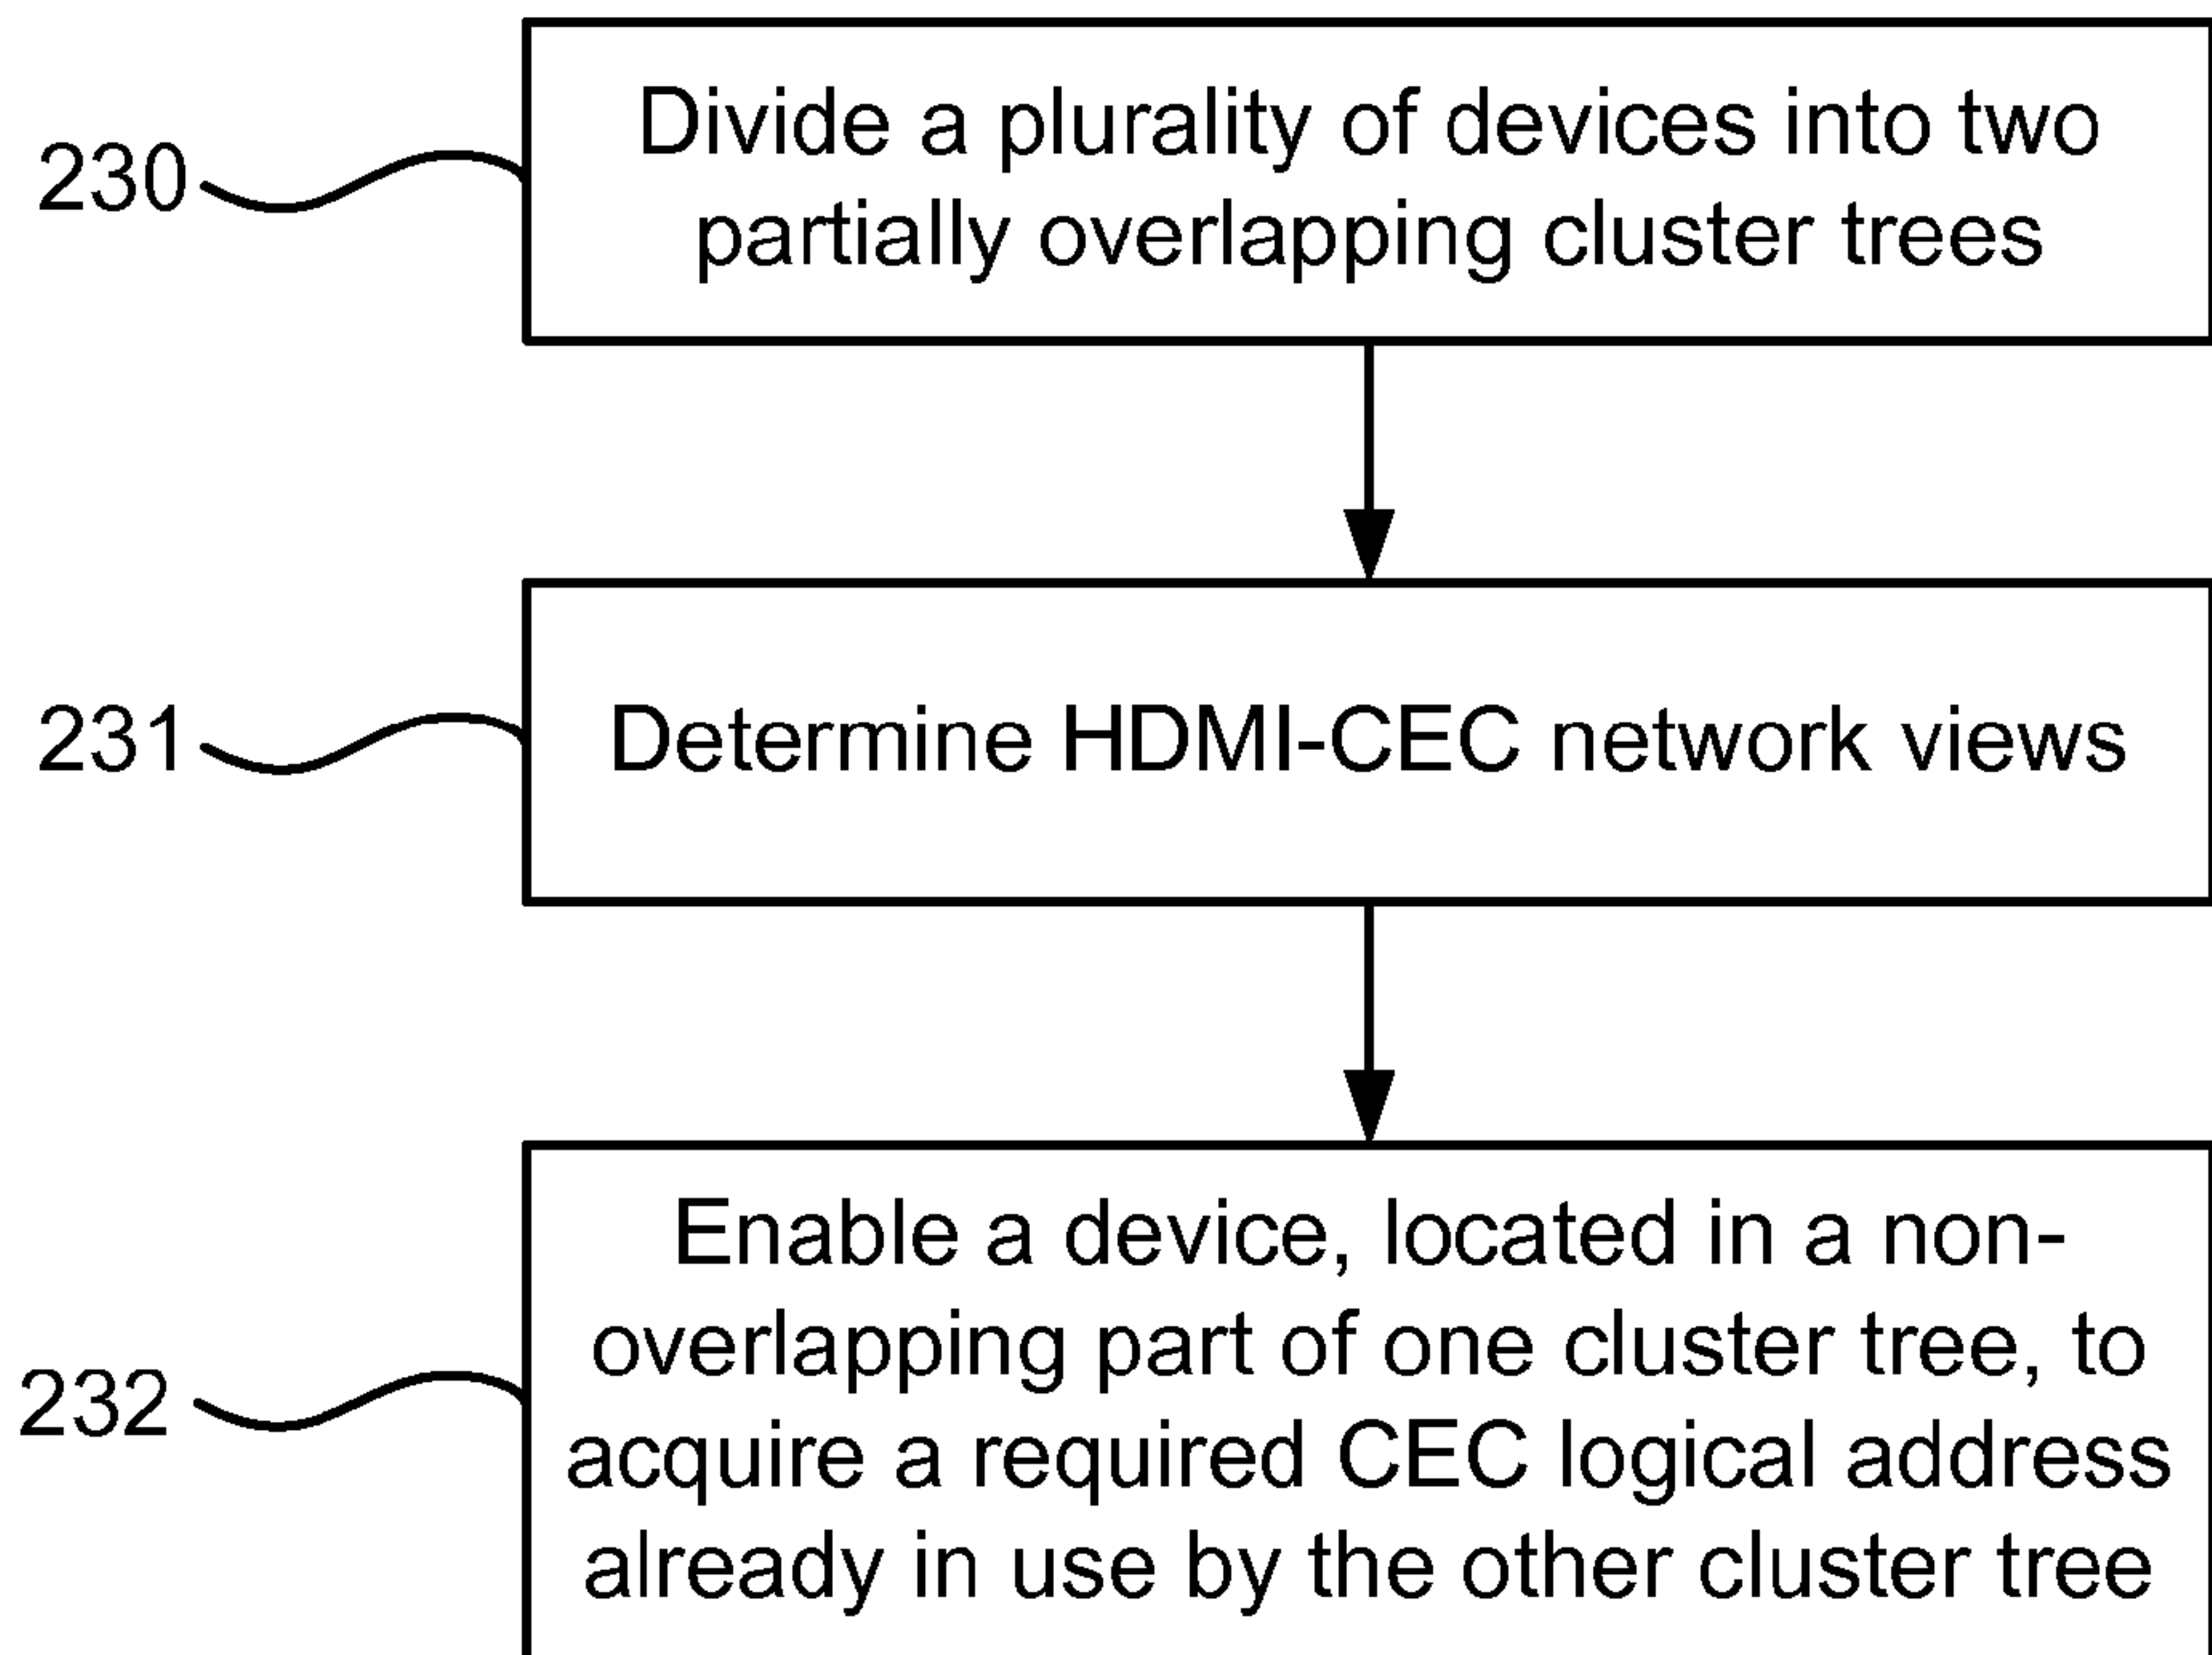 230
Divide a plurality of devices into two
partially overlapping cluster trees
231
Determine HDMI-CEC network views
232
Enable a device, located in a non-
overlapping part of one cluster tree, to
acquire a required CEC logical address
already in use by the other cluster tree